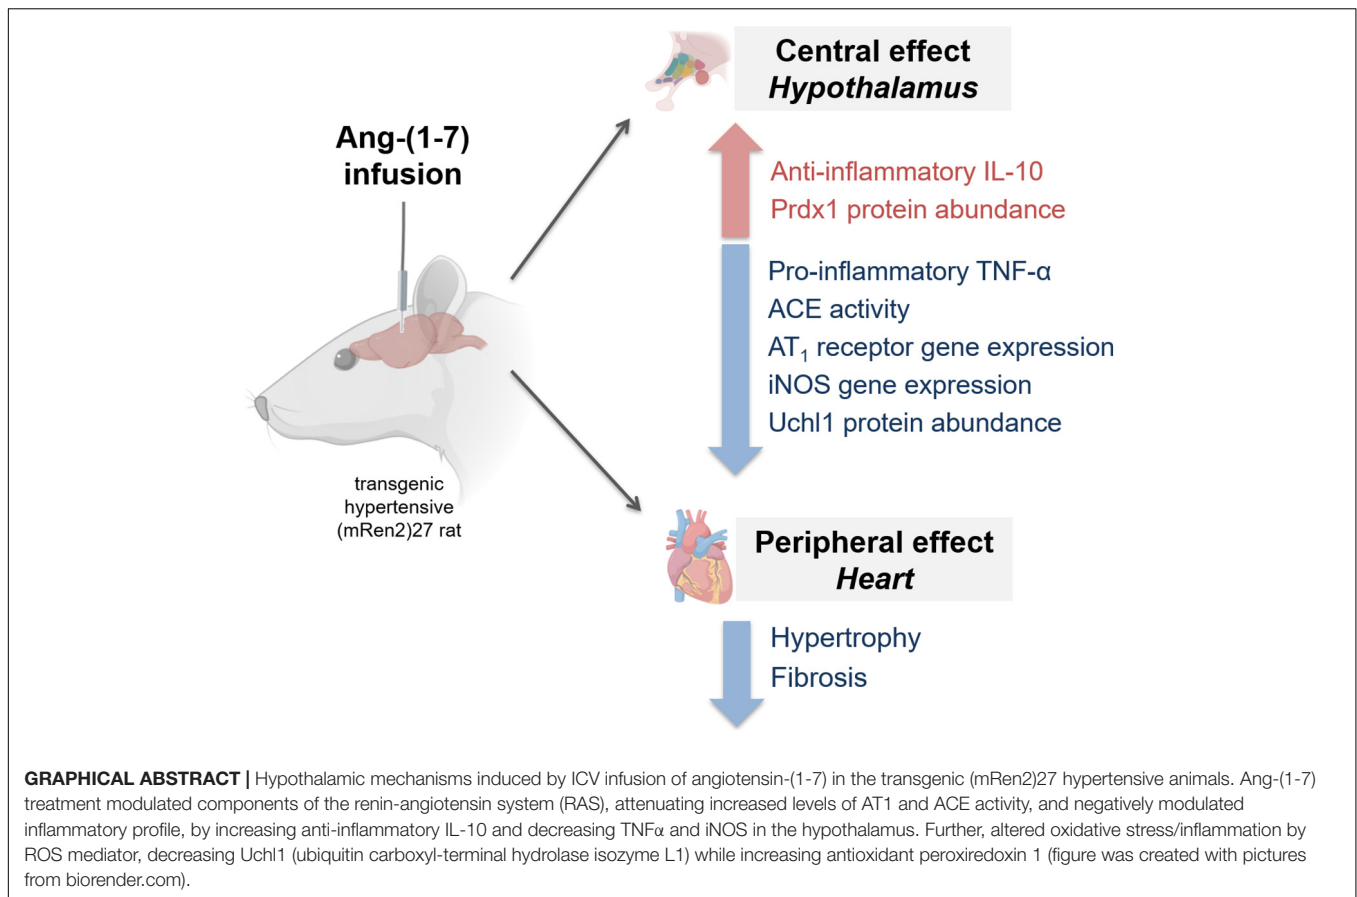 Central effect
Hypothalamus
Ang-(1-7)
infusion
Anti-inflammatory IL-10
Prdx1 protein abundance
Pro-inflammatory TNF-α
ACE activity
AT1 receptor gene expression
iNOS gene expression
Uchl1 protein abundance
transgenic
hypertensive
(mRen2)27 rat
Peripheral effect
Heart
Hypertrophy
Fibrosis
GRAPHICAL ABSTRACT | Hypothalamic mechanisms induced by ICV infusion of angiotensin-(1-7) in the transgenic (mRen2)27 hypertensive animals. Ang-(1-7)
treatment modulated components of the renin-angiotensin system (RAS), attenuating increased levels of AT1 and ACE activity, and negatively modulated
inflammatory profile, by increasing anti-inflammatory IL-10 and decreasing TNFα and iNOS in the hypothalamus. Further, altered oxidative stress/inflammation by
ROS mediator, decreasing Uchl1 (ubiquitin carboxyl-terminal hydrolase isozyme L1) while increasing antioxidant peroxiredoxin 1 (figure was created with pictures
from biorender.com).